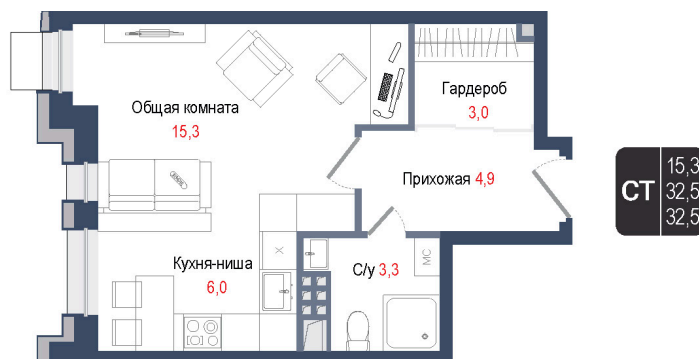 Общая комната
15,3
Гардероб
3,0
Прихожая 4,9
Кухня-ниша
6,0
С/у 3,3
МС
X
СТ
15,3
32,5
32,5